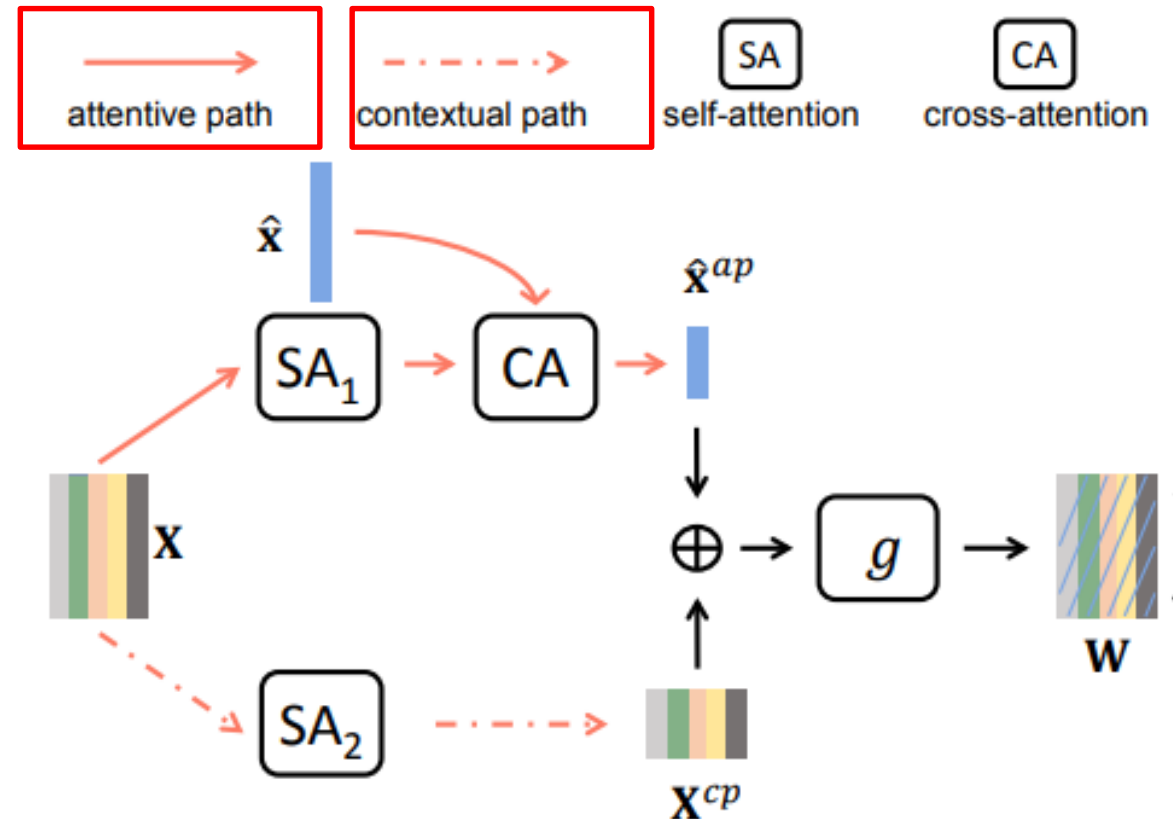 SA CA
attentive path contextual path self-attention cross-attention
x̂
x̂^{ap}
SA₁ CA
X
⊕ g
W
SA₂
X^{cp}